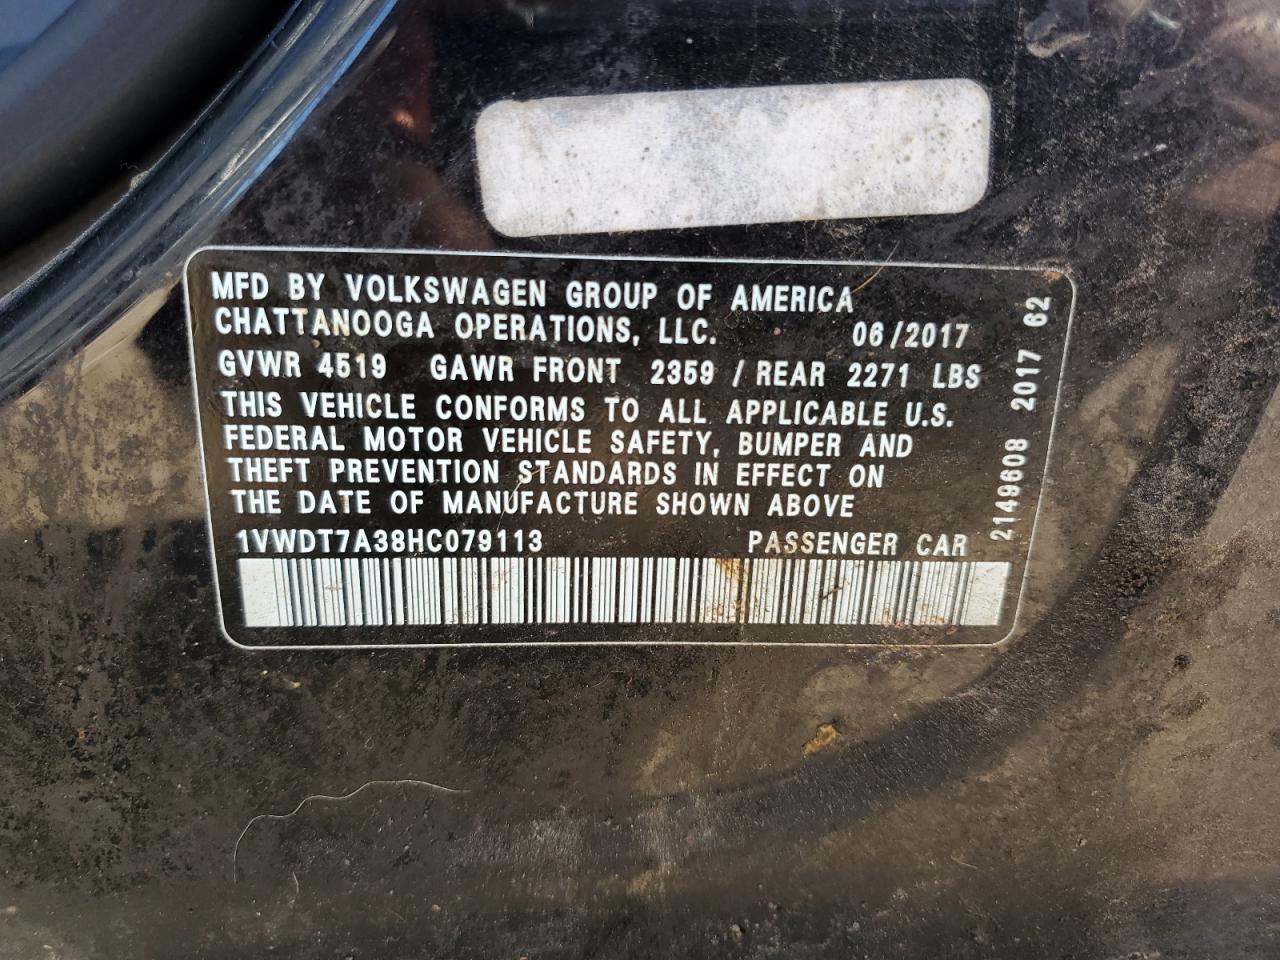 MFD BY VOLKSWAGEN GROUP OF AMERICA
CHATTANOOGA OPERATIONS, LLC. 06/2017
GVWR 4519 GAWR FRONT 2359 / REAR 2271 LBS
THIS VEHICLE CONFORMS TO ALL APPLICABLE U.S.
FEDERAL MOTOR VEHICLE SAFETY, BUMPER AND
THEFT PREVENTION STANDARDS IN EFFECT ON
THE DATE OF MANUFACTURE SHOWN ABOVE
1VWDT7A38HC079113 PASSENGER CAR
2149608 2017 62